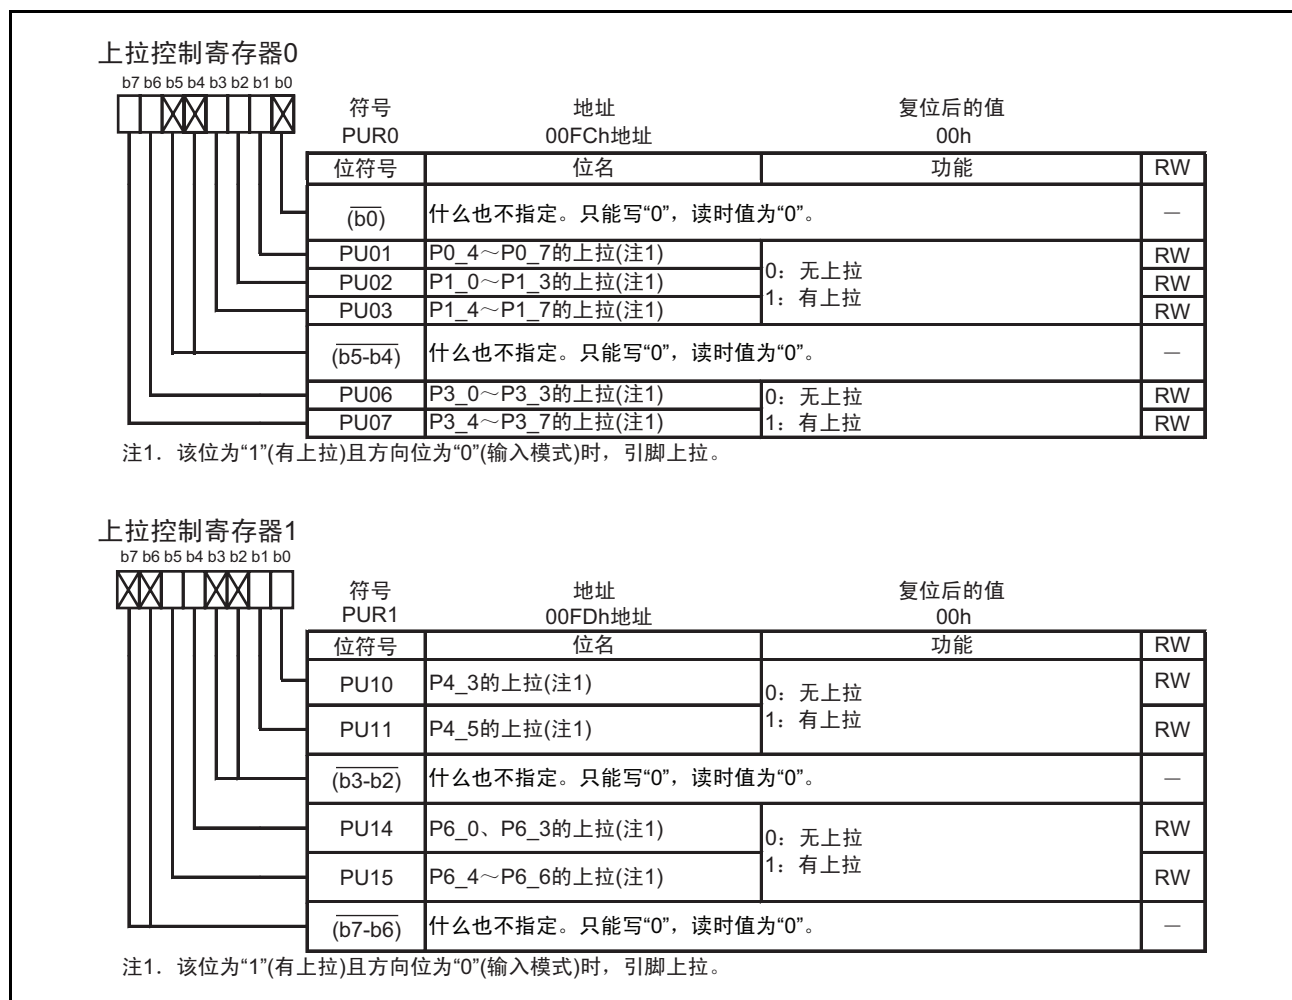 上拉控制寄存器0
b7 b6 b5 b4 b3 b2 b1 b0
符号 地址 复位后的值
PUR0 00FCh地址 00h
位符号 位名 功能 RW
(b0) 什么也不指定。只能写“0”，读时值为“0”。 —
PU01 P0_4～P0_7的上拉(注1) RW
0：无上拉
PU02 P1_0～P1_3的上拉(注1) RW
1：有上拉
PU03 P1_4～P1_7的上拉(注1) RW
(b5-b4) 什么也不指定。只能写“0”，读时值为“0”。 —
PU06 P3_0～P3_3的上拉(注1) 0：无上拉 RW
PU07 P3_4～P3_7的上拉(注1) 1：有上拉 RW
注1．该位为“1”(有上拉)且方向位为“0”(输入模式)时，引脚上拉。
上拉控制寄存器1
b7 b6 b5 b4 b3 b2 b1 b0
符号 地址 复位后的值
PUR1 00FDh地址 00h
位符号 位名 功能 RW
PU10 P4_3的上拉(注1) 0：无上拉 RW
PU11 P4_5的上拉(注1) 1：有上拉 RW
(b3-b2) 什么也不指定。只能写“0”，读时值为“0”。 —
PU14 P6_0、P6_3的上拉(注1) 0：无上拉 RW
PU15 P6_4～P6_6的上拉(注1) 1：有上拉 RW
(b7-b6) 什么也不指定。只能写“0”，读时值为“0”。 —
注1．该位为“1”(有上拉)且方向位为“0”(输入模式)时，引脚上拉。